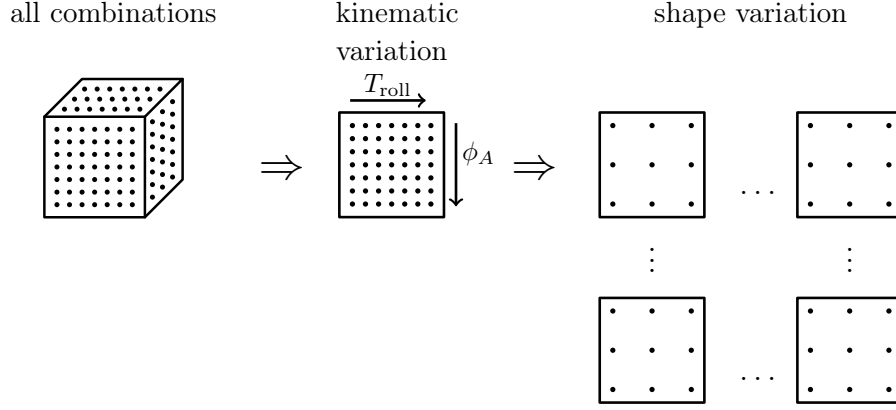 all combinations
kinematic
variation
shape variation
T_roll
ϕ_A
⇒
⇒
. . .
⋮
⋮
. . .